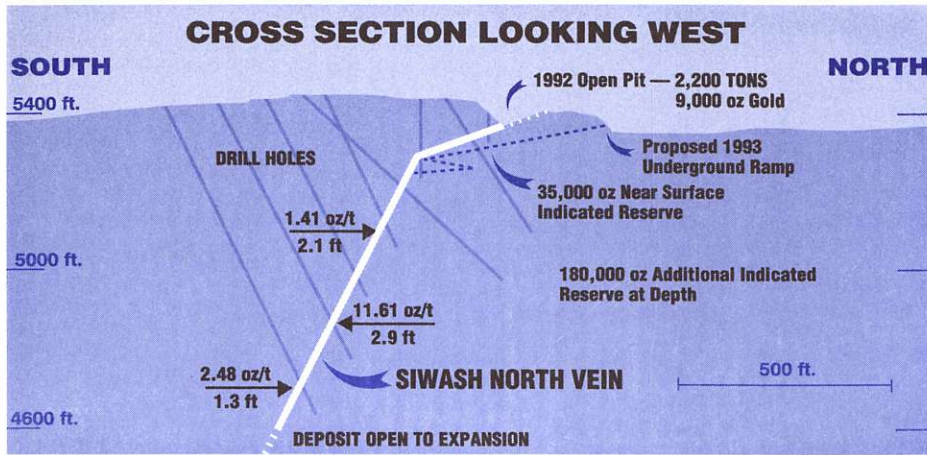 CROSS SECTION LOOKING WEST
SOUTH
NORTH
1992 Open Pit — 2,200 TONS
9,000 oz Gold
5400 ft.
DRILL HOLES
Proposed 1993
Underground Ramp
35,000 oz Near Surface
Indicated Reserve
1.41 oz/t
2.1 ft
5000 ft.
180,000 oz Additional Indicated
Reserve at Depth
11.61 oz/t
2.9 ft
2.48 oz/t
1.3 ft
SIWASH NORTH VEIN
500 ft.
4600 ft.
DEPOSIT OPEN TO EXPANSION